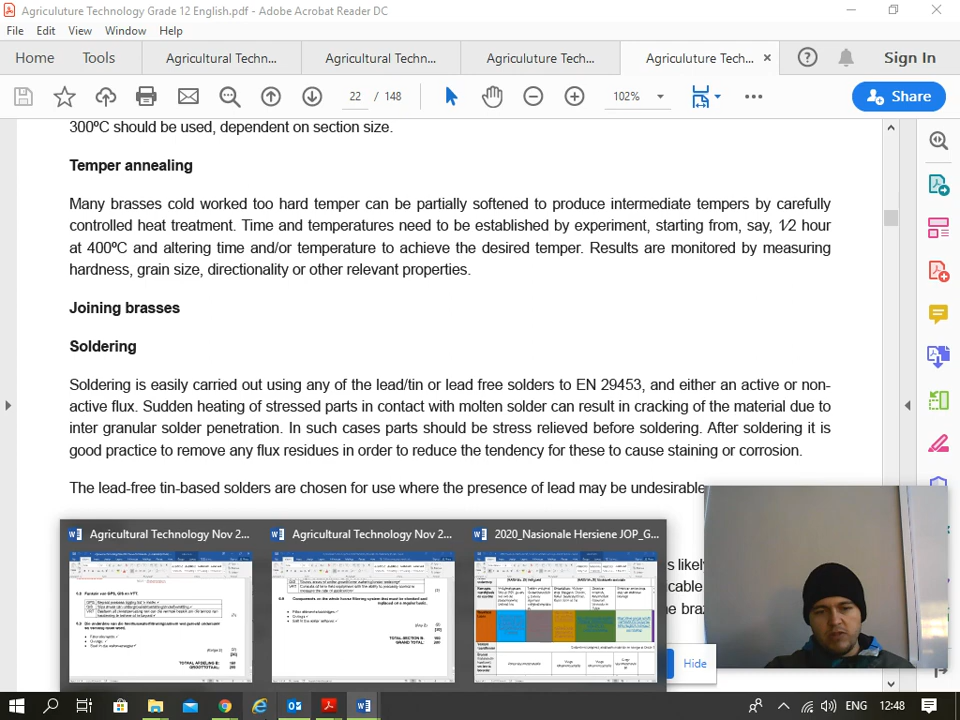 Agriculuture Technology Grade 12 English.pdf - Adobe Acrobat Reader DC
File Edit View Window Help
Home Tools Agricultural Techn... Agricultural Techn... Agriculuture Tech... Agriculuture Tech... × ? Sign In
22 / 148 102% Share
300ºC should be used, dependent on section size.
Temper annealing
Many brasses cold worked too hard temper can be partially softened to produce intermediate tempers by carefully
controlled heat treatment. Time and temperatures need to be established by experiment, starting from, say, 1⁄2 hour
at 400ºC and altering time and/or temperature to achieve the desired temper. Results are monitored by measuring
hardness, grain size, directionality or other relevant properties.
Joining brasses
Soldering
Soldering is easily carried out using any of the lead/tin or lead free solders to EN 29453, and either an active or non-
active flux. Sudden heating of stressed parts in contact with molten solder can result in cracking of the material due to
inter granular solder penetration. In such cases parts should be stress relieved before soldering. After soldering it is
good practice to remove any flux residues in order to reduce the tendency for these to cause staining or corrosion.
The lead-free tin-based solders are chosen for use where the presence of lead may be undesirable
Agricultural Technology Nov 2... Agricultural Technology Nov 2... 2020_Nasionale Hersiene JOP_G...
Hide
ENG 12:48